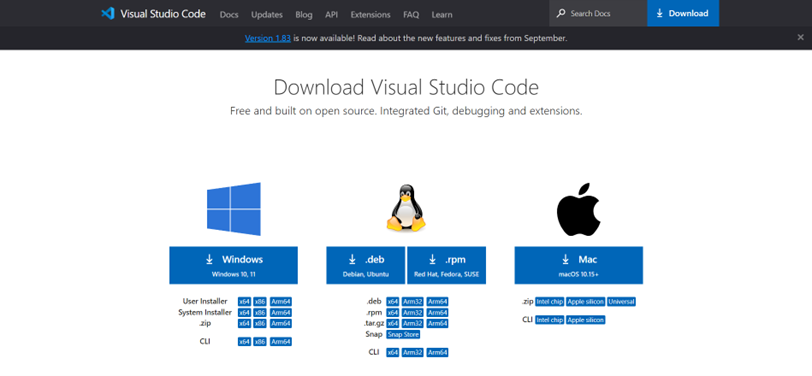 Visual Studio Code Docs Updates Blog API Extensions FAQ Learn Search Docs Download
Version 1.83 is now available! Read about the new features and fixes from September.
Download Visual Studio Code
Free and built on open source. Integrated Git, debugging and extensions.
Windows
Windows 10, 11
User Installer x64 x86 Arm64
System Installer x64 x86 Arm64
.zip x64 x86 Arm64
CLI x64 x86 Arm64
.deb
Debian, Ubuntu
.rpm
Red Hat, Fedora, SUSE
.deb x64 Arm32 Arm64
.rpm x64 Arm32 Arm64
.tar.gz x64 Arm32 Arm64
Snap Snap Store
CLI x64 Arm32 Arm64
Mac
macOS 10.15+
.zip Intel chip Apple silicon Universal
CLI Intel chip Apple silicon